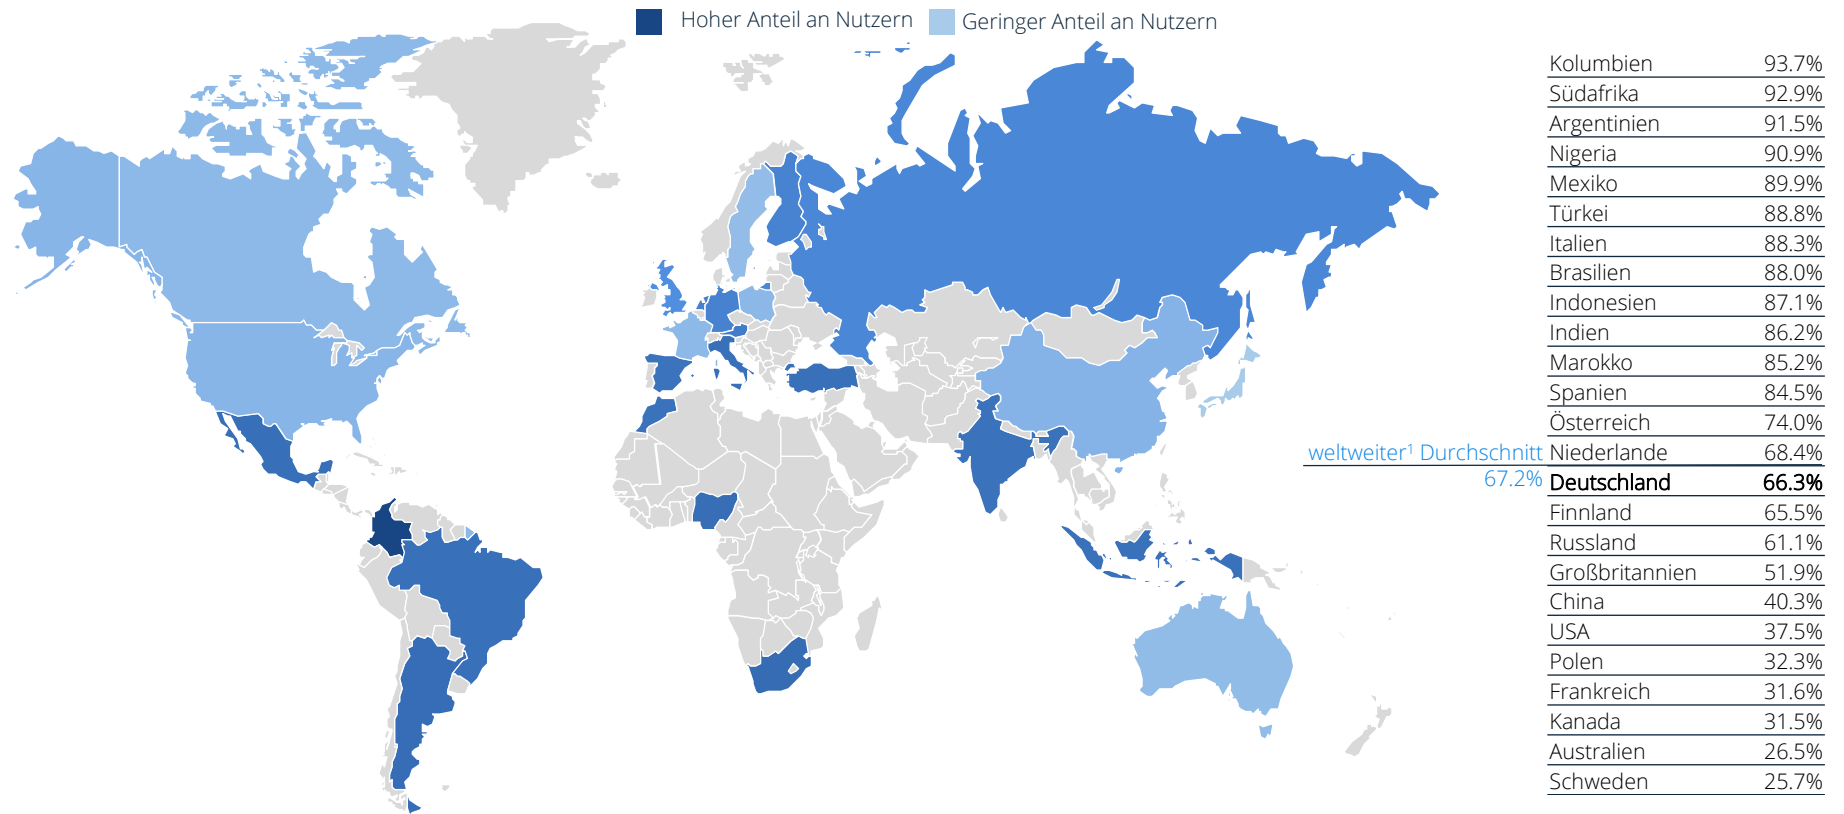 Hoher Anteil an Nutzern
Geringer Anteil an Nutzern
Kolumbien 93.7%
Südafrika 92.9%
Argentinien 91.5%
Nigeria 90.9%
Mexiko 89.9%
Türkei 88.8%
Italien 88.3%
Brasilien 88.0%
Indonesien 87.1%
Indien 86.2%
Marokko 85.2%
Spanien 84.5%
Österreich 74.0%
weltweiter¹ Durchschnitt
67.2%
Niederlande 68.4%
Deutschland 66.3%
Finnland 65.5%
Russland 61.1%
Großbritannien 51.9%
China 40.3%
USA 37.5%
Polen 32.3%
Frankreich 31.6%
Kanada 31.5%
Australien 26.5%
Schweden 25.7%